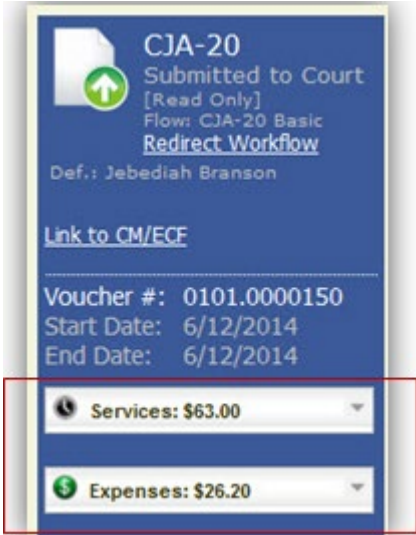 CJA-20
Submitted to Court
[Read Only]
Flow: CJA-20 Basic
Redirect Workflow
Def.: Jebediah Branson
Link to CM/ECF
Voucher #: 0101.0000150
Start Date: 6/12/2014
End Date: 6/12/2014
Services: $63.00
Expenses: $26.20